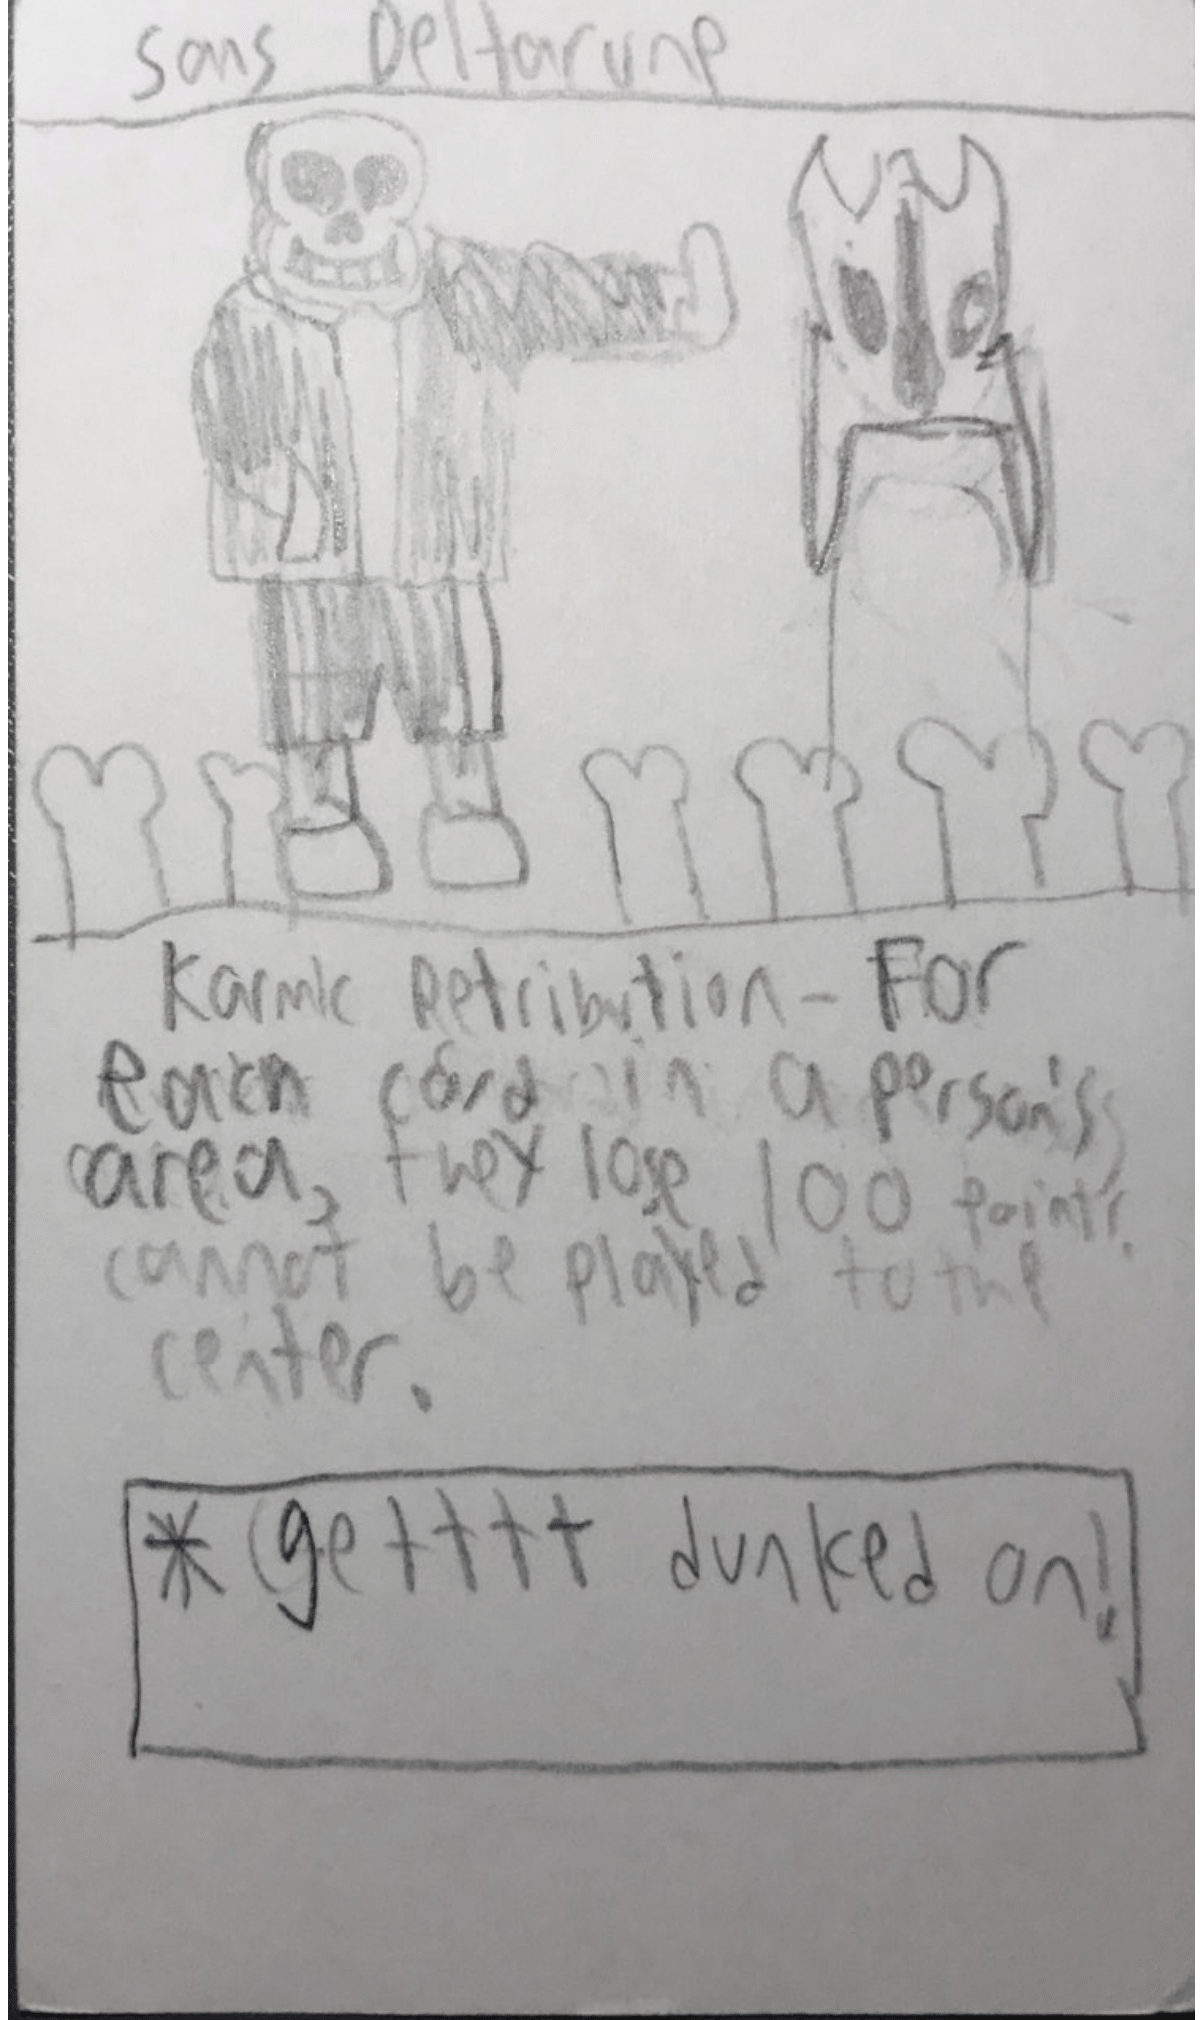 Sans Deltarune
Karmic Retribution - For
each card in a person's
area, they lose 100 points.
cannot be played to the
center.
* getttt dunked on!